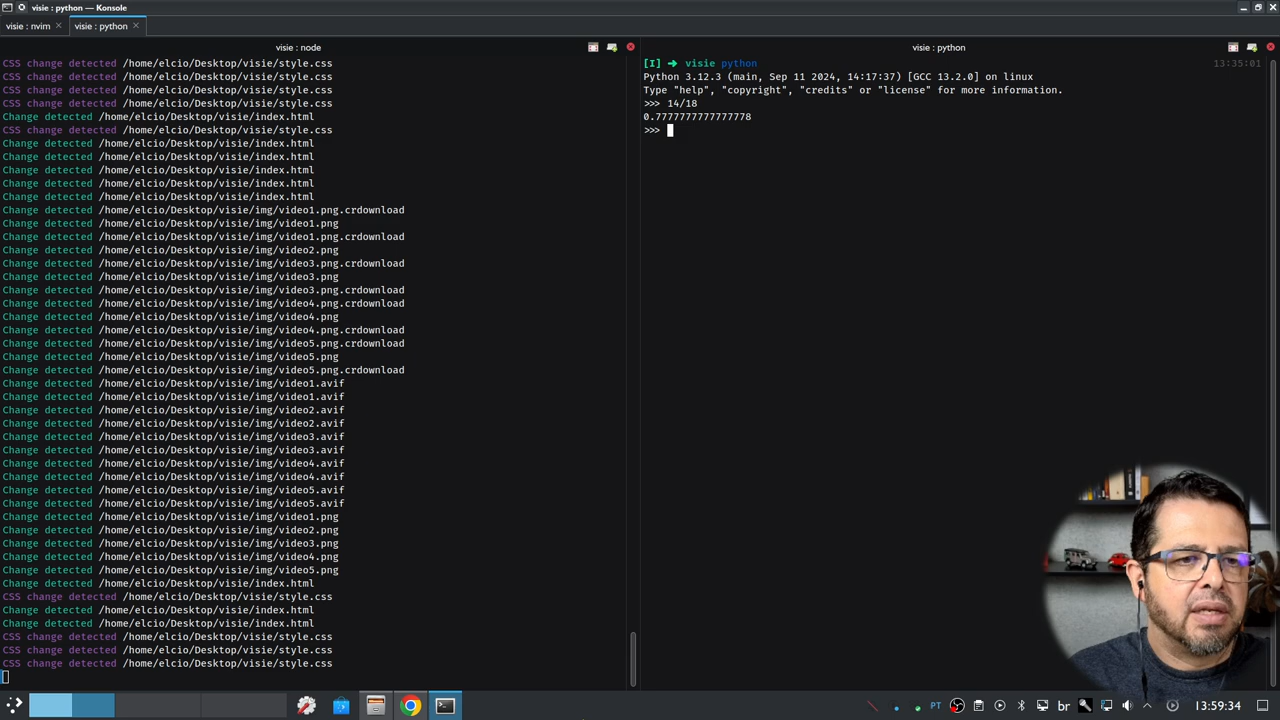 visie : python — Konsole
visie : nvim
visie : python
visie : node
CSS change detected /home/elcio/Desktop/visie/style.css
CSS change detected /home/elcio/Desktop/visie/style.css
CSS change detected /home/elcio/Desktop/visie/style.css
CSS change detected /home/elcio/Desktop/visie/style.css
Change detected /home/elcio/Desktop/visie/index.html
CSS change detected /home/elcio/Desktop/visie/style.css
Change detected /home/elcio/Desktop/visie/index.html
Change detected /home/elcio/Desktop/visie/index.html
Change detected /home/elcio/Desktop/visie/index.html
Change detected /home/elcio/Desktop/visie/index.html
Change detected /home/elcio/Desktop/visie/index.html
Change detected /home/elcio/Desktop/visie/img/video1.png.crdownload
Change detected /home/elcio/Desktop/visie/img/video1.png
Change detected /home/elcio/Desktop/visie/img/video1.png.crdownload
Change detected /home/elcio/Desktop/visie/img/video2.png
Change detected /home/elcio/Desktop/visie/img/video3.png.crdownload
Change detected /home/elcio/Desktop/visie/img/video3.png
Change detected /home/elcio/Desktop/visie/img/video3.png.crdownload
Change detected /home/elcio/Desktop/visie/img/video4.png.crdownload
Change detected /home/elcio/Desktop/visie/img/video4.png
Change detected /home/elcio/Desktop/visie/img/video4.png.crdownload
Change detected /home/elcio/Desktop/visie/img/video5.png.crdownload
Change detected /home/elcio/Desktop/visie/img/video5.png
Change detected /home/elcio/Desktop/visie/img/video5.png.crdownload
Change detected /home/elcio/Desktop/visie/img/video1.avif
Change detected /home/elcio/Desktop/visie/img/video1.avif
Change detected /home/elcio/Desktop/visie/img/video2.avif
Change detected /home/elcio/Desktop/visie/img/video2.avif
Change detected /home/elcio/Desktop/visie/img/video3.avif
Change detected /home/elcio/Desktop/visie/img/video3.avif
Change detected /home/elcio/Desktop/visie/img/video4.avif
Change detected /home/elcio/Desktop/visie/img/video4.avif
Change detected /home/elcio/Desktop/visie/img/video5.avif
Change detected /home/elcio/Desktop/visie/img/video5.avif
Change detected /home/elcio/Desktop/visie/img/video1.png
Change detected /home/elcio/Desktop/visie/img/video2.png
Change detected /home/elcio/Desktop/visie/img/video3.png
Change detected /home/elcio/Desktop/visie/img/video4.png
Change detected /home/elcio/Desktop/visie/img/video5.png
Change detected /home/elcio/Desktop/visie/index.html
CSS change detected /home/elcio/Desktop/visie/style.css
Change detected /home/elcio/Desktop/visie/index.html
Change detected /home/elcio/Desktop/visie/index.html
CSS change detected /home/elcio/Desktop/visie/style.css
CSS change detected /home/elcio/Desktop/visie/style.css
CSS change detected /home/elcio/Desktop/visie/style.css
visie : python
[I] ➜ visie python 13:35:01
Python 3.12.3 (main, Sep 11 2024, 14:17:37) [GCC 13.2.0] on linux
Type "help", "copyright", "credits" or "license" for more information.
>>> 14/18
0.7777777777777778
>>>
PT br 13:59:34